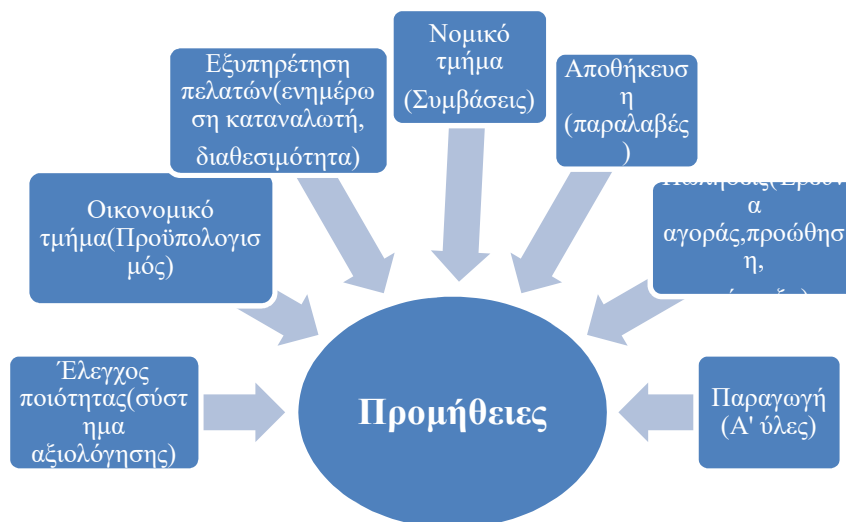 Νομικό
τμήμα
(Συμβάσεις)
Εξυπηρέτηση
πελατών(ενημέρω
ση καταναλωτή,
διαθεσιμότητα)
Αποθήκευσ
η
(παραλαβές
)
Οικονομικό
τμήμα(Προϋπολογισ
μός)
α
αγοράς,προώθησ
η,
Έλεγχος
ποιότητας(σύστ
ημα
αξιολόγησης)
Προμήθειες
Παραγωγή
(Α' ύλες)